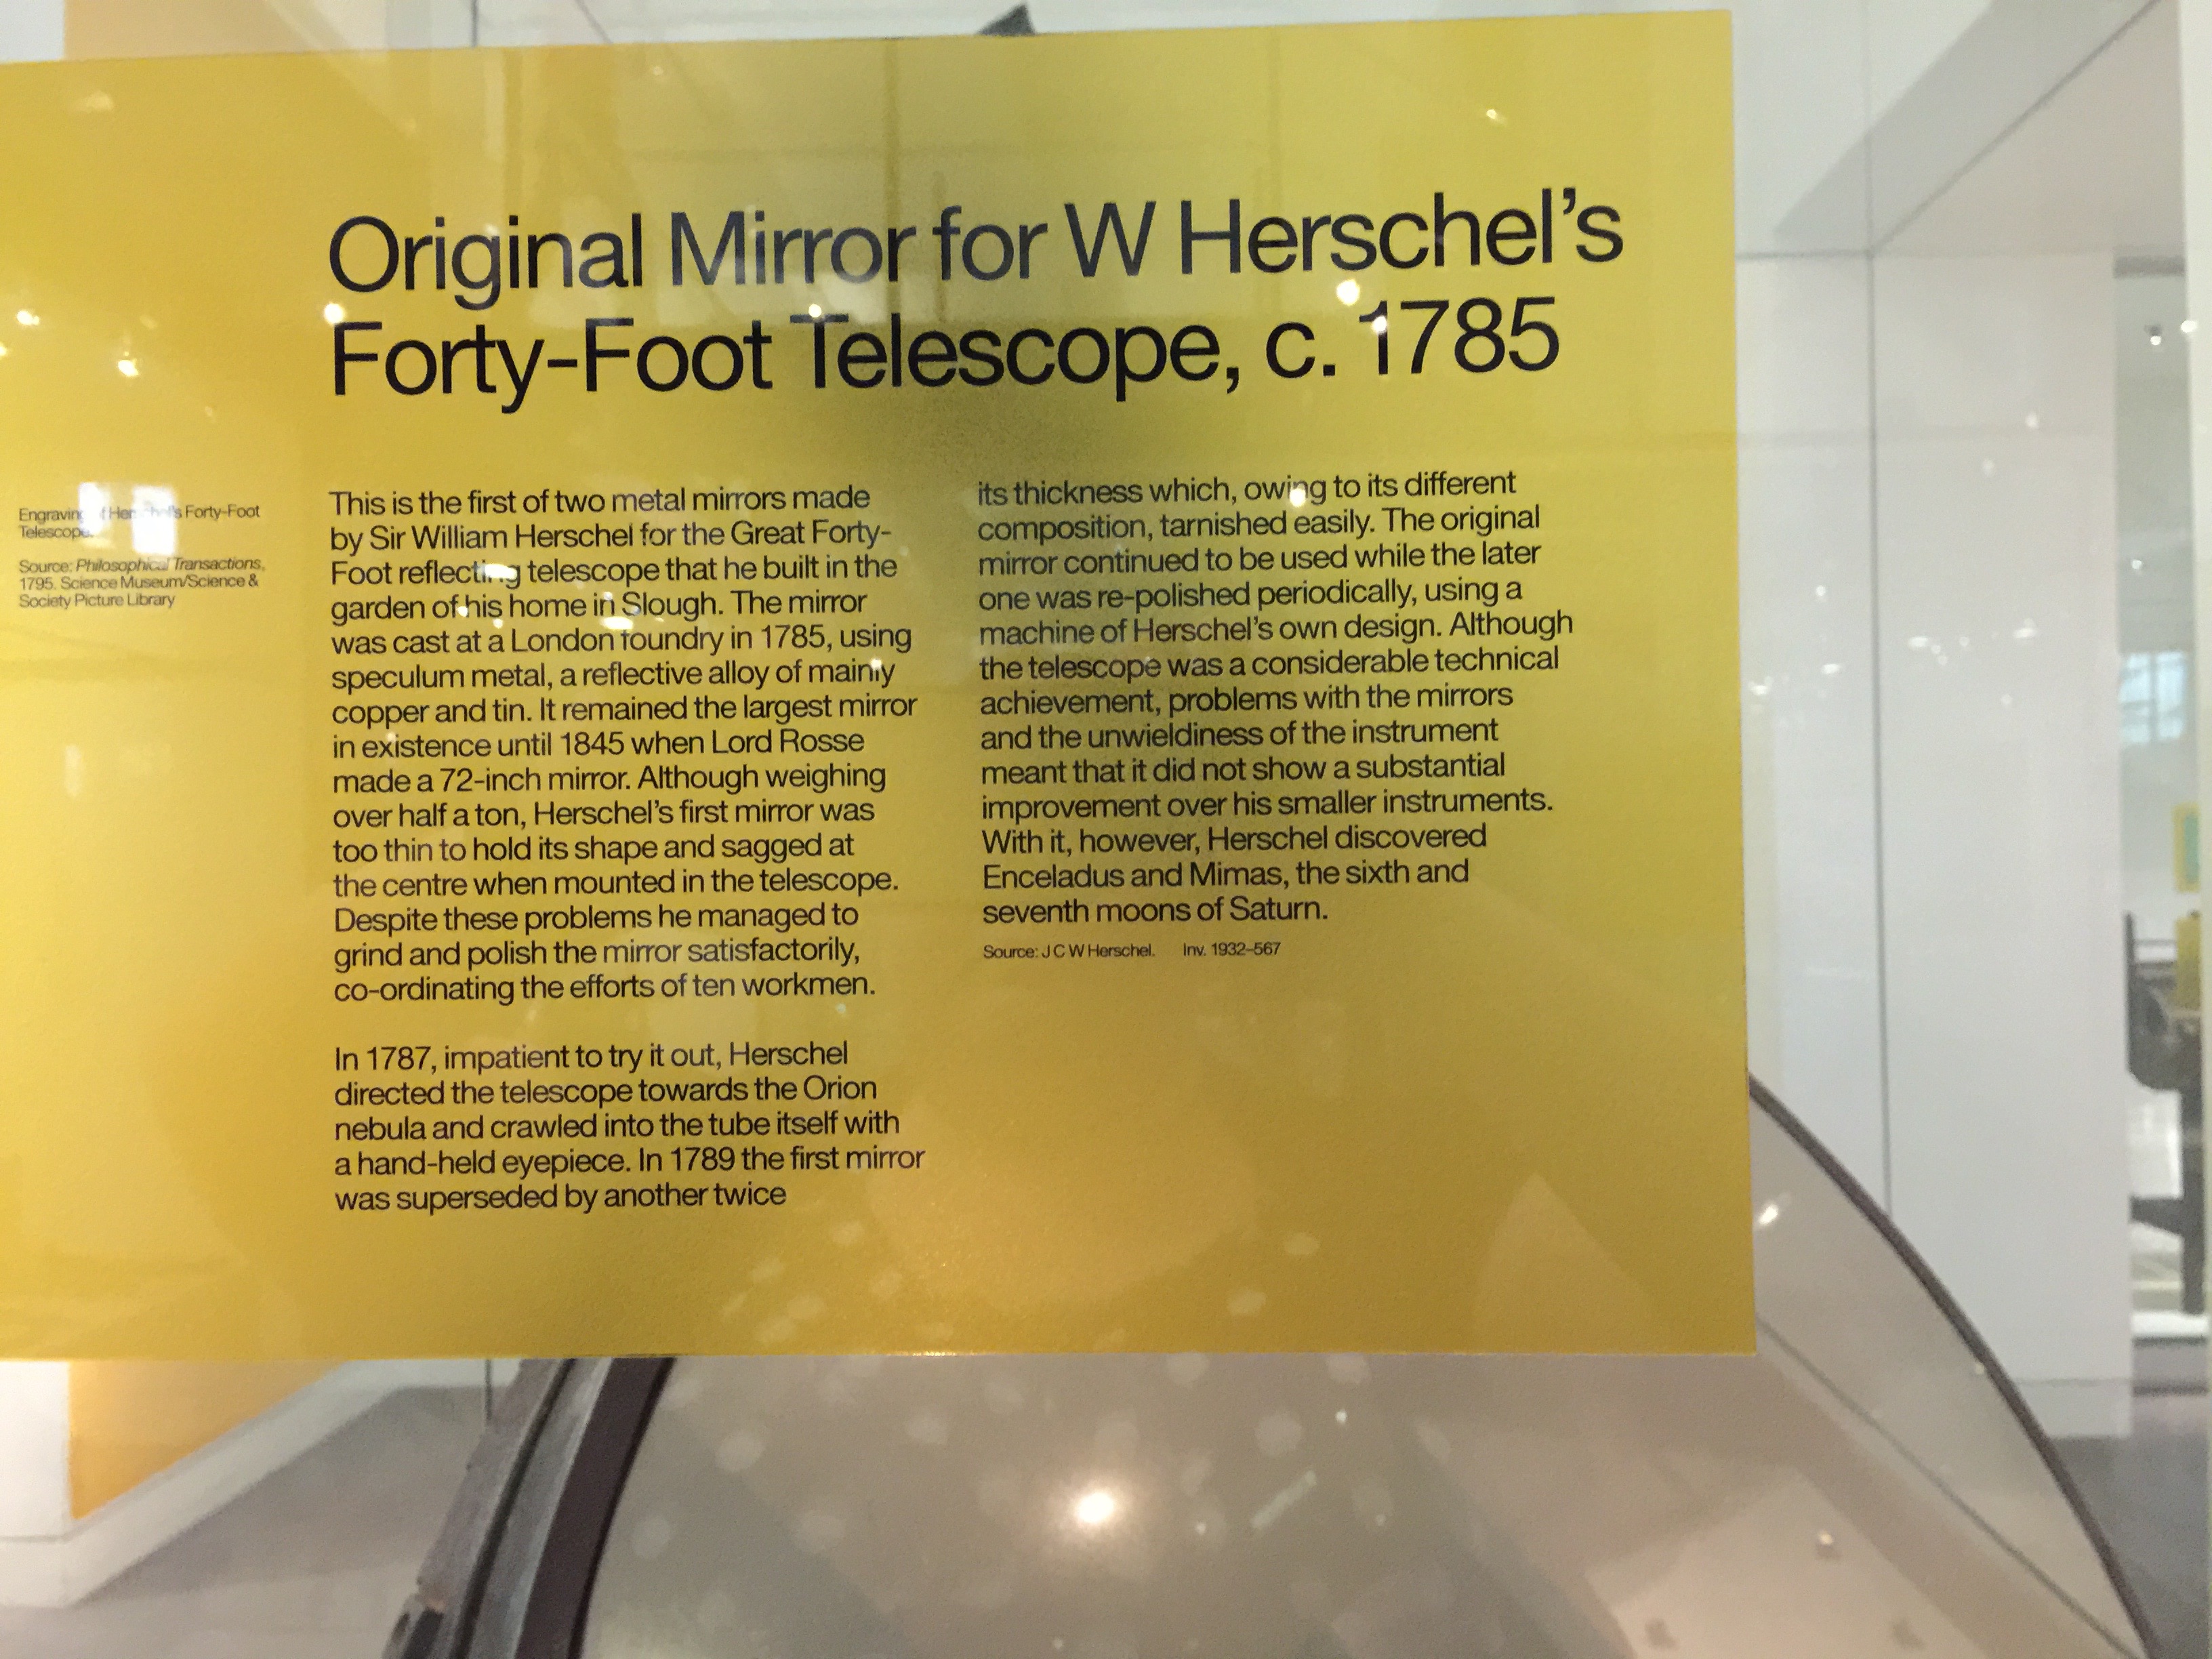 Original Mirror for W Herschel's
Forty-Foot Telescope, c. 1785
Engraving of Herschel's Forty-Foot
Telescope.
Source: Philosophical Transactions,
1795. Science Museum/Science &
Society Picture Library
This is the first of two metal mirrors made
by Sir William Herschel for the Great Forty-
Foot reflecting telescope that he built in the
garden of his home in Slough. The mirror
was cast at a London foundry in 1785, using
speculum metal, a reflective alloy of mainly
copper and tin. It remained the largest mirror
in existence until 1845 when Lord Rosse
made a 72-inch mirror. Although weighing
over half a ton, Herschel's first mirror was
too thin to hold its shape and sagged at
the centre when mounted in the telescope.
Despite these problems he managed to
grind and polish the mirror satisfactorily,
co-ordinating the efforts of ten workmen.
In 1787, impatient to try it out, Herschel
directed the telescope towards the Orion
nebula and crawled into the tube itself with
a hand-held eyepiece. In 1789 the first mirror
was superseded by another twice
its thickness which, owing to its different
composition, tarnished easily. The original
mirror continued to be used while the later
one was re-polished periodically, using a
machine of Herschel's own design. Although
the telescope was a considerable technical
achievement, problems with the mirrors
and the unwieldiness of the instrument
meant that it did not show a substantial
improvement over his smaller instruments.
With it, however, Herschel discovered
Enceladus and Mimas, the sixth and
seventh moons of Saturn.
Source: J C W Herschel. Inv. 1932–567